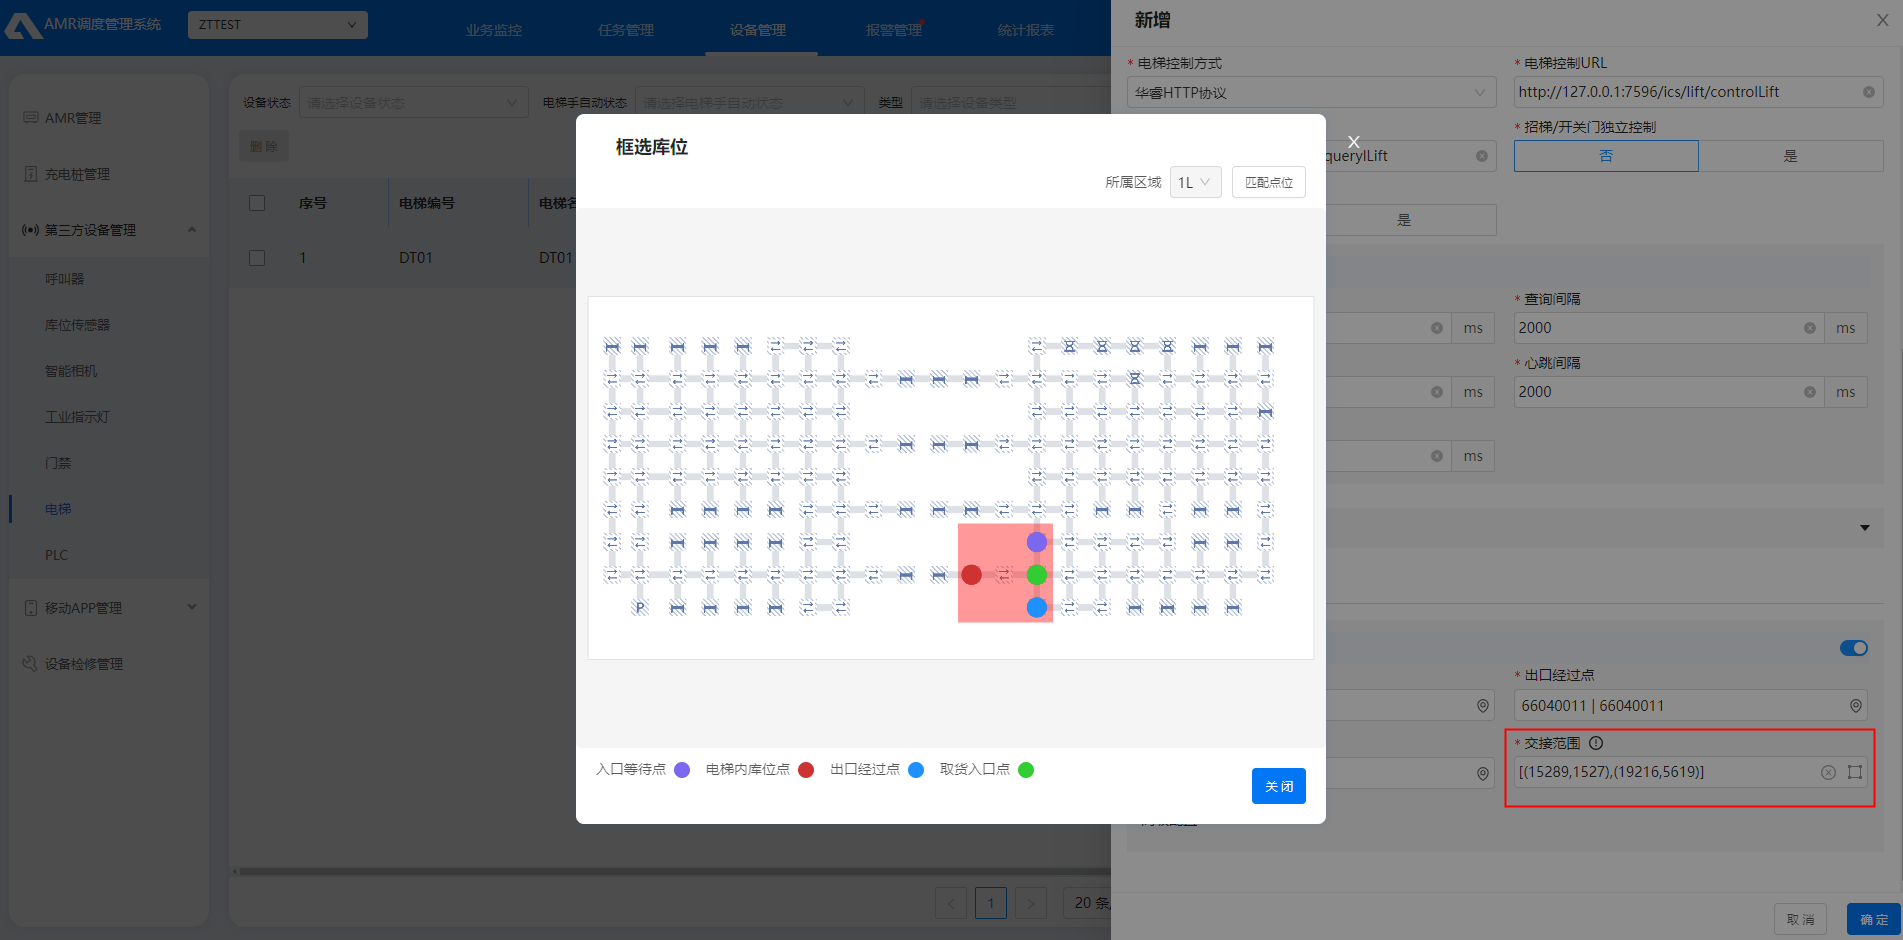 AMR调度管理系统
ZTTEST
业务监控
任务管理
设备管理
报警管理
统计报表
AMR管理
充电桩管理
第三方设备管理
呼叫器
库位传感器
智能相机
工业指示灯
门禁
电梯
PLC
移动APP管理
设备检修管理
设备状态
请选择设备状态
电梯手自动状态
请选择电梯手自动状态
类型
请选择设备类型
删 除
序号
电梯编号
1
DT01
DT01
1
框选库位
X
所属区域
1L
匹配点位
P
入口等待点
电梯内库位点
出口经过点
取货入口点
关 闭
新增
* 电梯控制方式
华睿HTTP协议
* 电梯控制URL
http://127.0.0.1:7596/ics/lift/controlLift
* 招梯/开关门独立控制
否
是
是
ms
* 查询间隔
2000
ms
ms
* 心跳间隔
2000
ms
ms
* 出口经过点
66040011 | 66040011
* 交接范围
[(15289,1527),(19216,5619)]
取 消
确 定